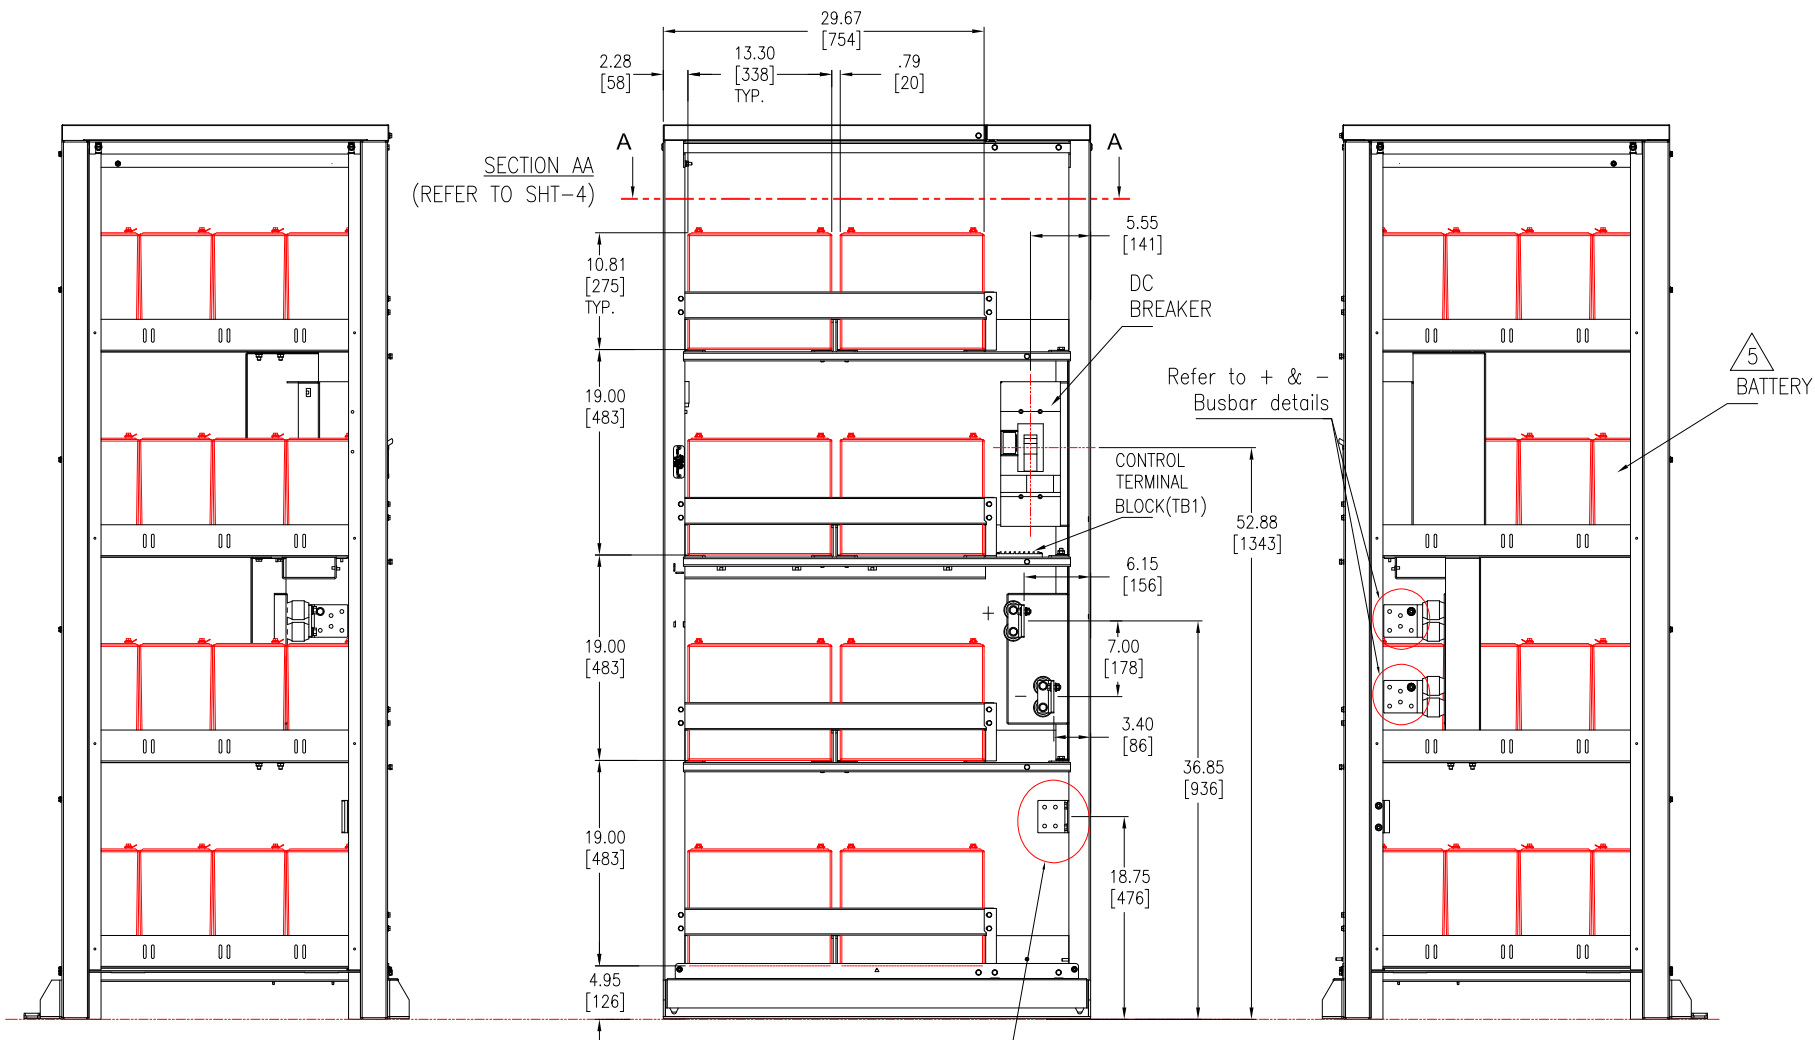 29.67
[754]
2.28
[58]
13.30
[338]
TYP.
.79
[20]
A
A
SECTION AA
(REFER TO SHT-4)
5.55
[141]
10.81
[275]
TYP.
DC
BREAKER
5
BATTERY
Refer to + & -
Busbar details
19.00
[483]
CONTROL
TERMINAL
BLOCK(TB1)
52.88
[1343]
6.15
[156]
+
19.00
[483]
7.00
[178]
-
3.40
[86]
36.85
[936]
19.00
[483]
18.75
[476]
4.95
[126]